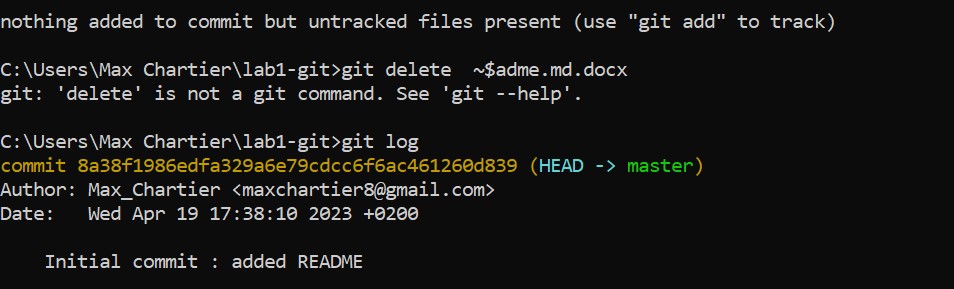 nothing added to commit but untracked files present (use "git add" to track)
C:\Users\Max Chartier\lab1-git>git delete  ~$adme.md.docx
git: 'delete' is not a git command. See 'git --help'.
C:\Users\Max Chartier\lab1-git>git log
commit 8a38f1986edfa329a6e79cdcc6f6ac461260d839 (HEAD -> master)
Author: Max_Chartier <maxchartier8@gmail.com>
Date:   Wed Apr 19 17:38:10 2023 +0200
    Initial commit : added README